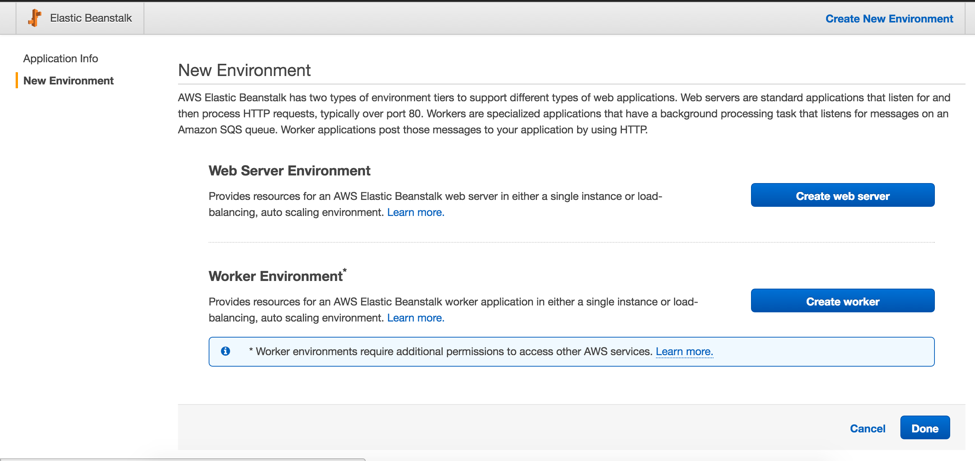 Elastic Beanstalk
Create New Environment
Application Info
New Environment
New Environment
AWS Elastic Beanstalk has two types of environment tiers to support different types of web applications. Web servers are standard applications that listen for and
then process HTTP requests, typically over port 80. Workers are specialized applications that have a background processing task that listens for messages on an
Amazon SQS queue. Worker applications post those messages to your application by using HTTP.
Web Server Environment
Provides resources for an AWS Elastic Beanstalk web server in either a single instance or load-
balancing, auto scaling environment. Learn more.
Create web server
Worker Environment*
Provides resources for an AWS Elastic Beanstalk worker application in either a single instance or load-
balancing, auto scaling environment. Learn more.
Create worker
* Worker environments require additional permissions to access other AWS services. Learn more.
Cancel
Done